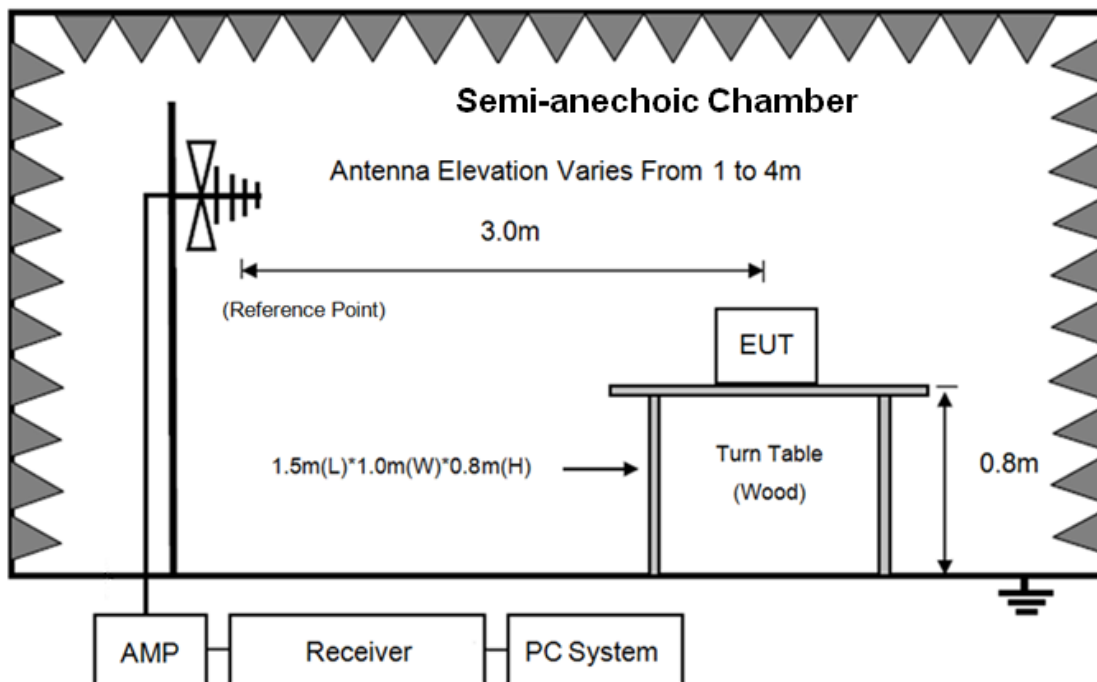 Semi-anechoic Chamber
Antenna Elevation Varies From 1 to 4m
3.0m
(Reference Point)
EUT
1.5m(L)*1.0m(W)*0.8m(H)
Turn Table
(Wood)
0.8m
AMP
Receiver
PC System